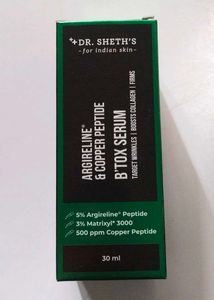 DR. SHETH'S
- for indian skin -
ARGIRELINE®
& COPPER PEPTIDE
B'TOX SERUM
TARGET WRINKLES | BOOSTS COLLAGEN | FIRMS
5% Argireline® Peptide
3% Matrixyl® 3000
500 ppm Copper Peptide
30 ml